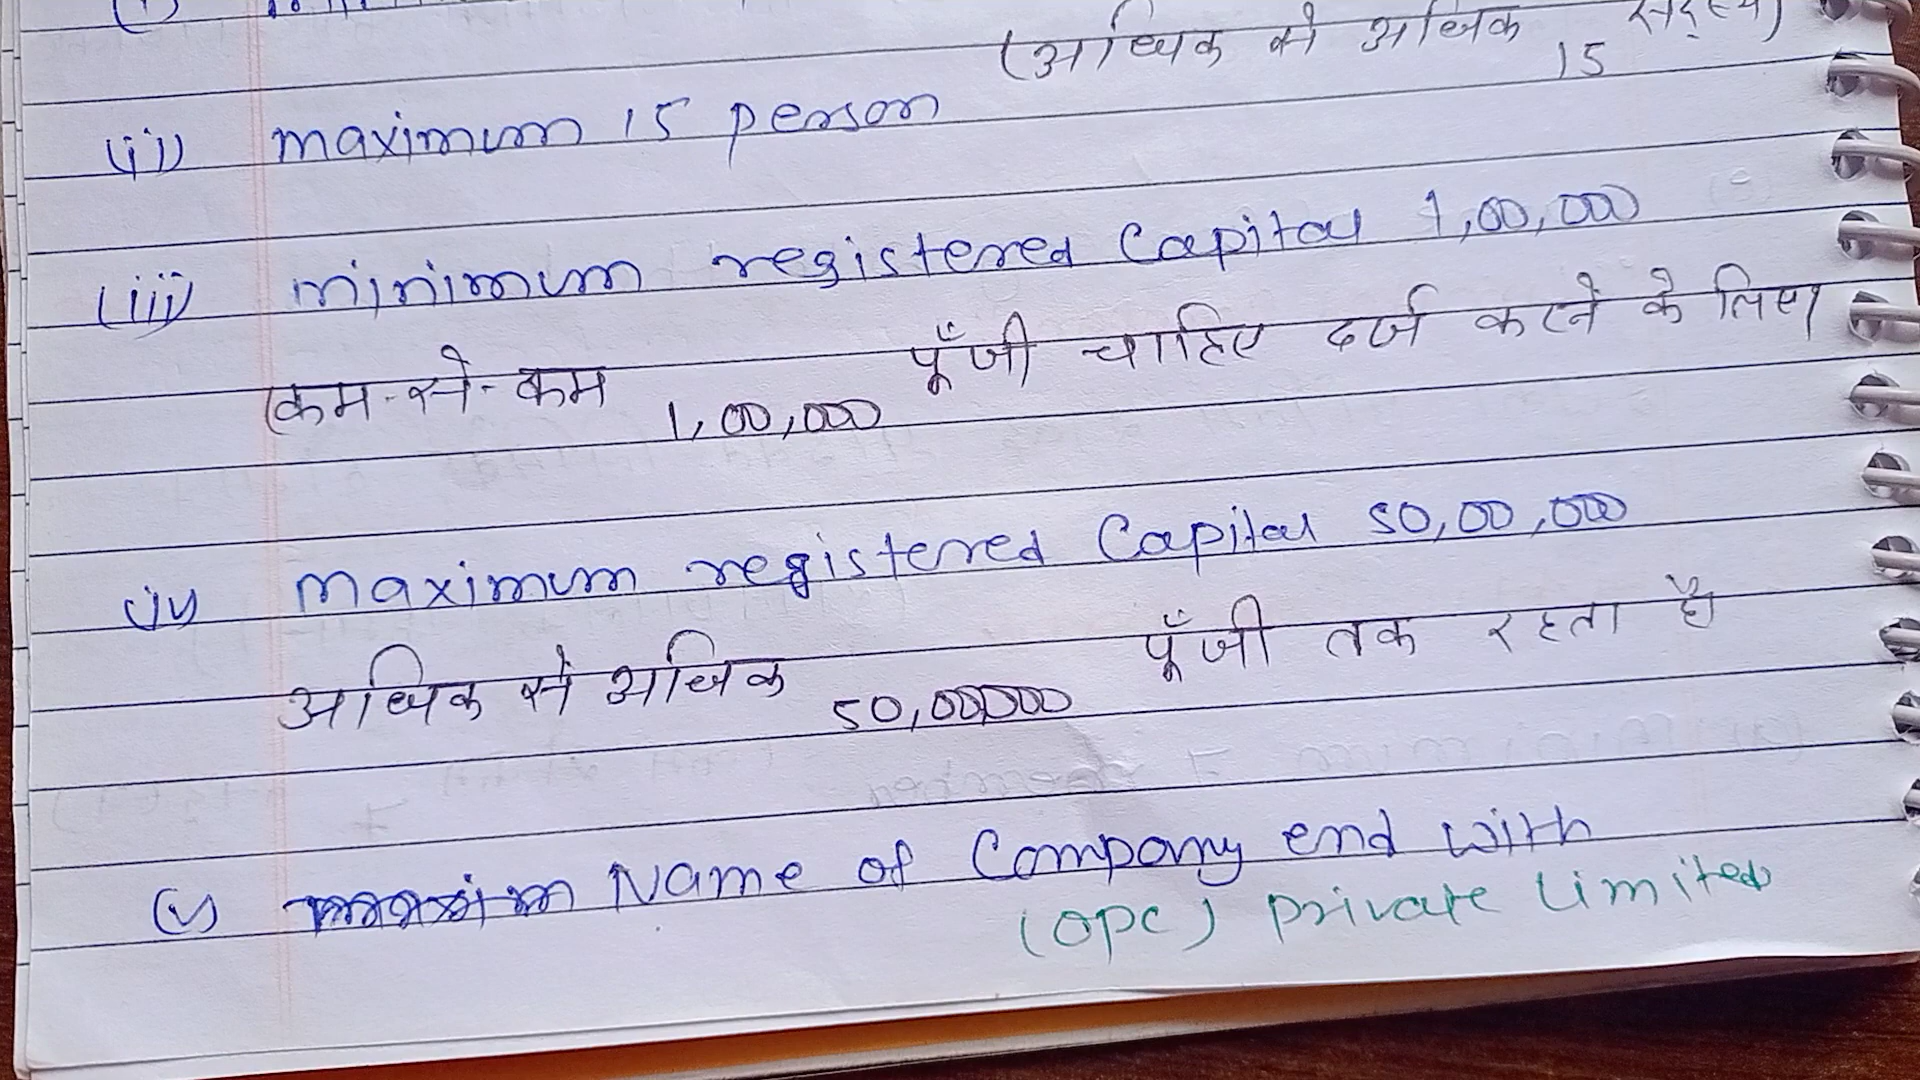 (अधिक से अधिक 15 सदस्य)
(ii) maximum 15 person
(iii) minimum registered Capital 1,00,000
(कम-से-कम 1,00,000 पूँजी चाहिए दर्ज करने के लिए)
(iv) maximum registered Capital 50,00,000
अधिक से अधिक 50,00000 पूँजी तक रहता है
(v) Name of Company end with
(OPC) private limited